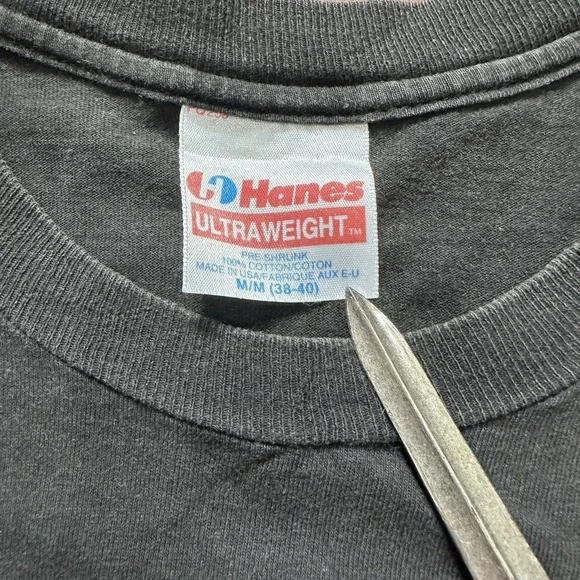 Hanes
ULTRAWEIGHT™
PRE-SHRUNK
100% COTTON/COTON
MADE IN USA/FABRIQUE AUX E-U
M/M (38-40)